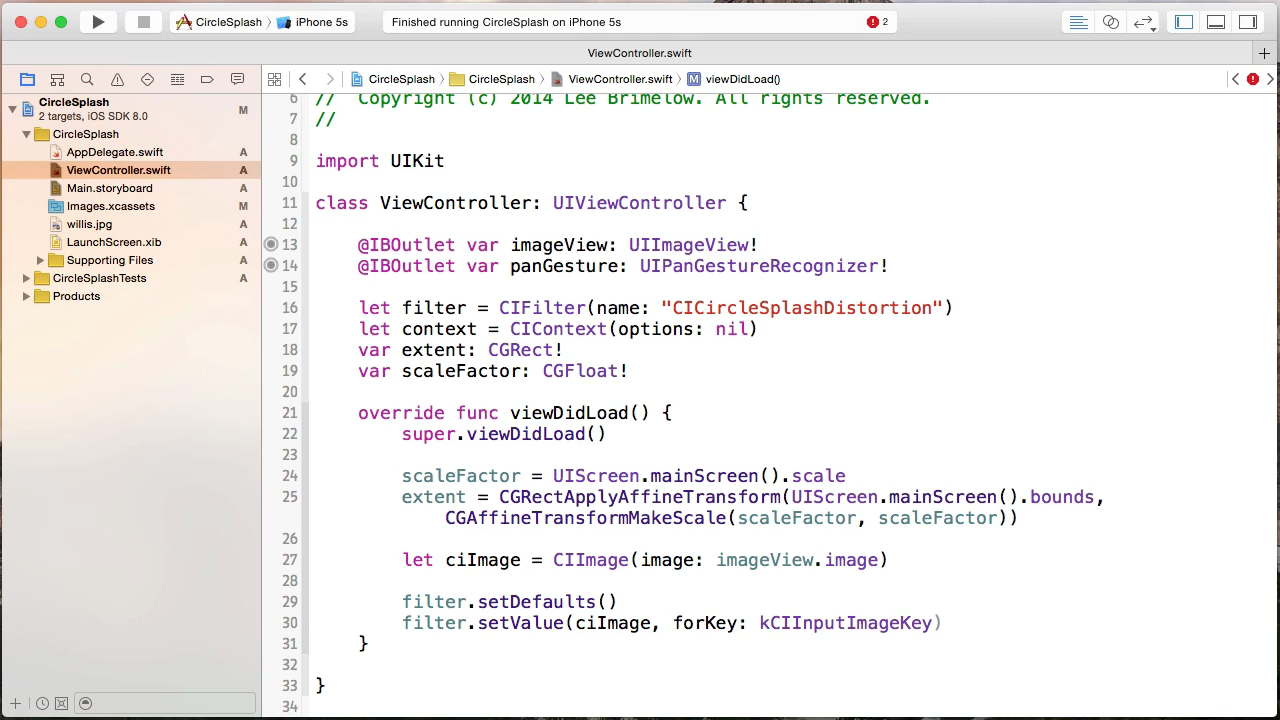 CircleSplash
iPhone 5s
Finished running CircleSplash on iPhone 5s
2
ViewController.swift
CircleSplash
CircleSplash
ViewController.swift
M
viewDidLoad()
CircleSplash
M
2 targets, iOS SDK 8.0
CircleSplash
AppDelegate.swift
A
ViewController.swift
A
Main.storyboard
A
Images.xcassets
M
willis.jpg
A
LaunchScreen.xib
A
Supporting Files
A
CircleSplashTests
A
Products
6 // Copyright (c) 2014 Lee Brimelow. All rights reserved.
7 //
8
9 import UIKit
10
11 class ViewController: UIViewController {
12
13 @IBOutlet var imageView: UIImageView!
14 @IBOutlet var panGesture: UIPanGestureRecognizer!
15
16 let filter = CIFilter(name: "CICircleSplashDistortion")
17 let context = CIContext(options: nil)
18 var extent: CGRect!
19 var scaleFactor: CGFloat!
20
21 override func viewDidLoad() {
22 super.viewDidLoad()
23
24 scaleFactor = UIScreen.mainScreen().scale
25 extent = CGRectApplyAffineTransform(UIScreen.mainScreen().bounds,
CGAffineTransformMakeScale(scaleFactor, scaleFactor))
26
27 let ciImage = CIImage(image: imageView.image)
28
29 filter.setDefaults()
30 filter.setValue(ciImage, forKey: kCIInputImageKey)
31 }
32
33 }
34